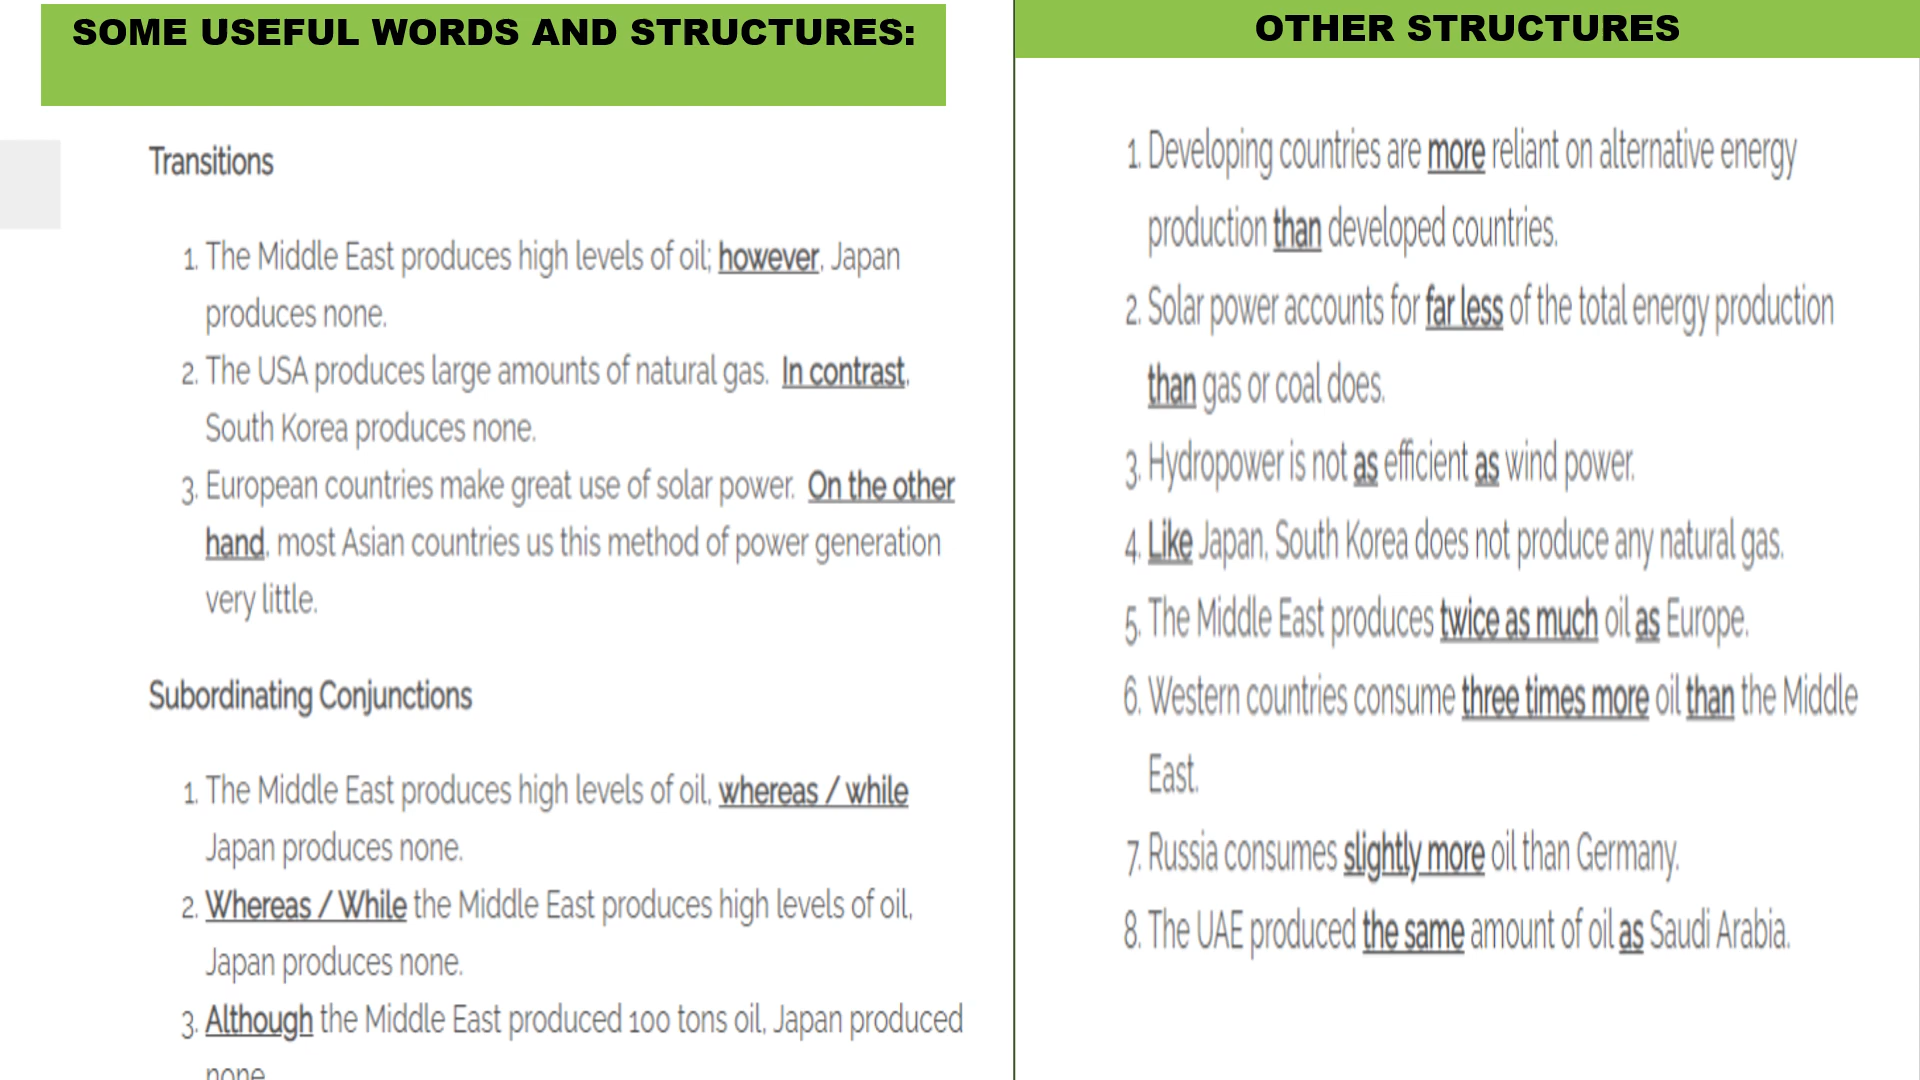 SOME USEFUL WORDS AND STRUCTURES:
Transitions
1. The Middle East produces high levels of oil; however, Japan
produces none.
2. The USA produces large amounts of natural gas. In contrast,
South Korea produces none.
3. European countries make great use of solar power. On the other
hand, most Asian countries us this method of power generation
very little.
Subordinating Conjunctions
1. The Middle East produces high levels of oil, whereas / while
Japan produces none.
2. Whereas / While the Middle East produces high levels of oil,
Japan produces none.
3. Although the Middle East produced 100 tons oil, Japan produced
none
OTHER STRUCTURES
1. Developing countries are more reliant on alternative energy
production than developed countries.
2. Solar power accounts for far less of the total energy production
than gas or coal does.
3. Hydropower is not as efficient as wind power.
4. Like Japan, South Korea does not produce any natural gas.
5. The Middle East produces twice as much oil as Europe.
6. Western countries consume three times more oil than the Middle
East.
7. Russia consumes slightly more oil than Germany.
8. The UAE produced the same amount of oil as Saudi Arabia.